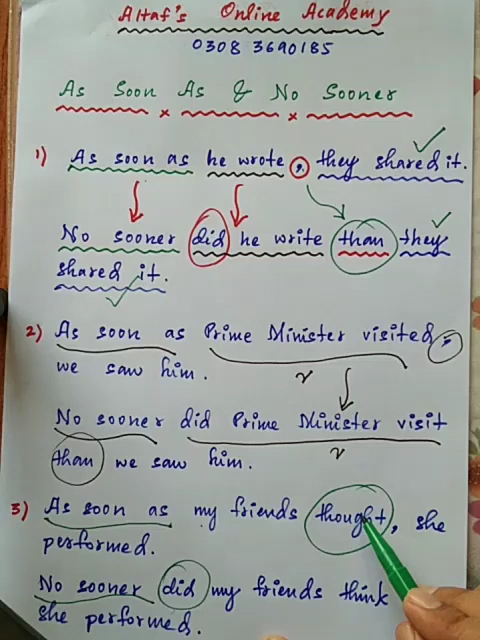 Altaf's Online Academy
0308 3690185
As Soon As & No Sooner
1) As soon as he wrote, they shared it.
No sooner did he write than they
shared it.
2) As soon as Prime Minister visited,
we saw him.
No sooner did Prime Minister visit
than we saw him.
3) As soon as my friends thought, she
performed.
No sooner did my friends think
she performed.